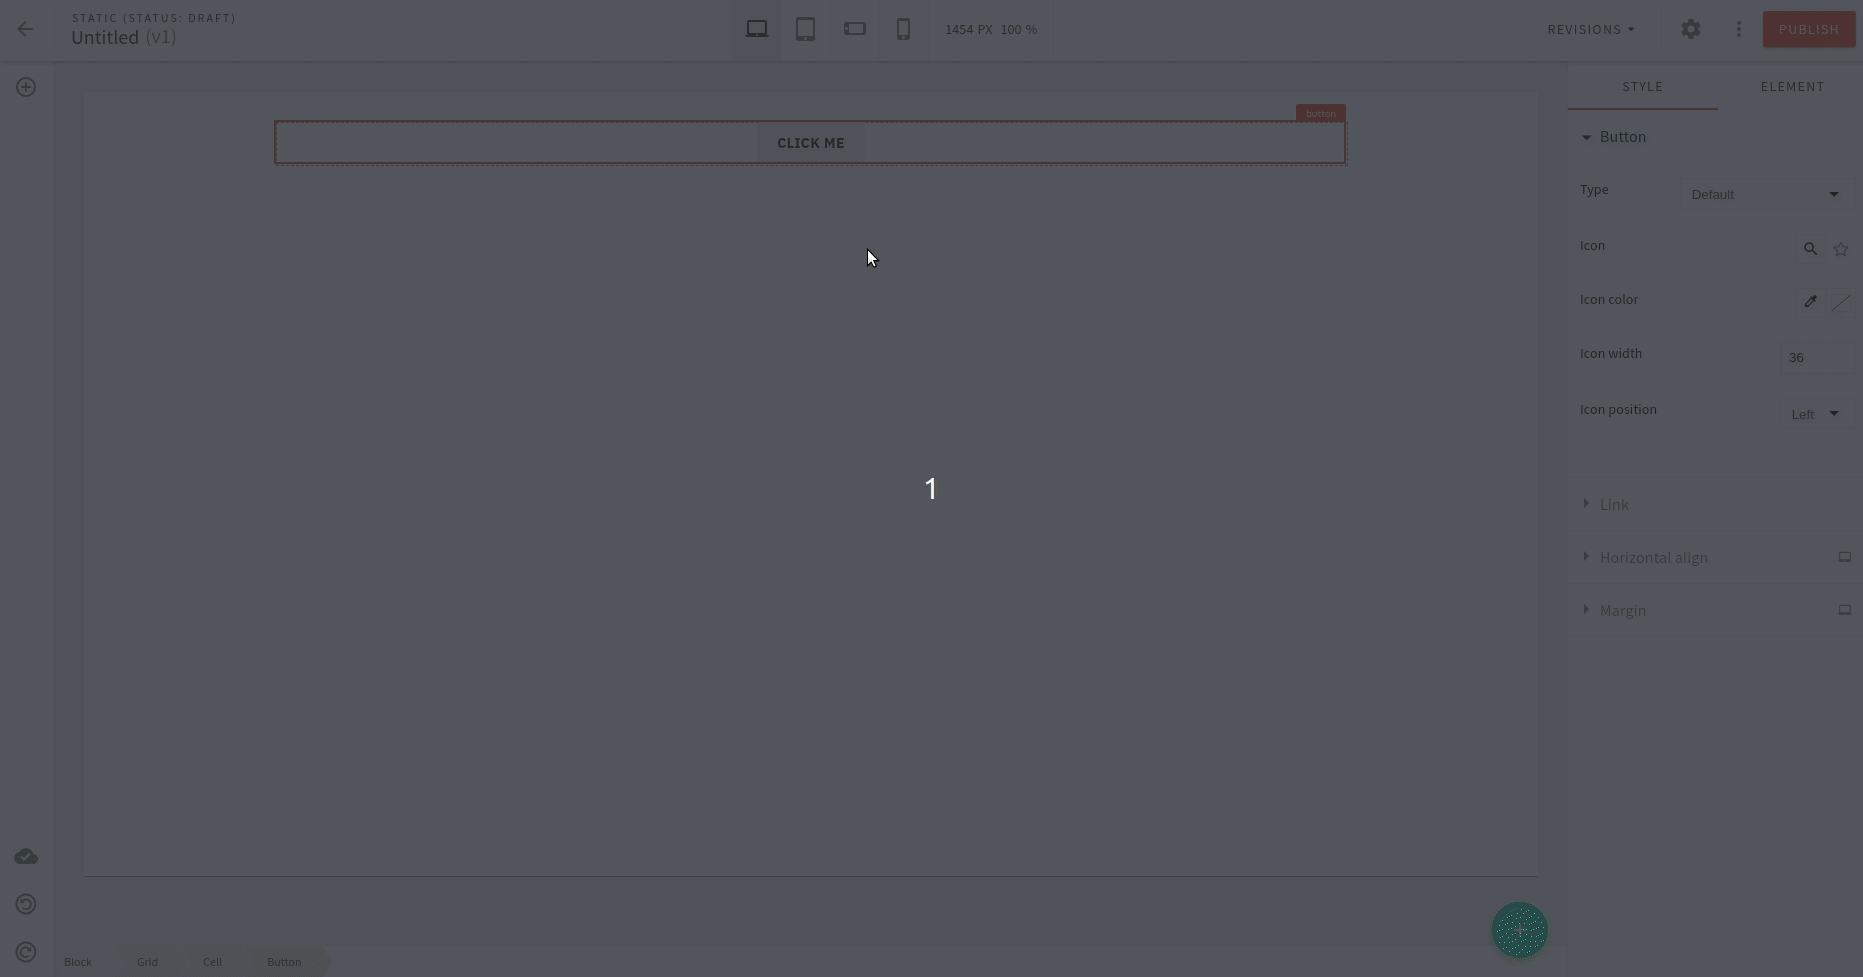 STATIC (STATUS: DRAFT)
Untitled (v1)
1454 PX 100 %
REVISIONS
PUBLISH
STYLE
ELEMENT
button
CLICK ME
Button
Type
Default
Icon
Icon color
Icon width
36
Icon position
Left
1
Link
Horizontal align
Margin
Block
Grid
Cell
Button